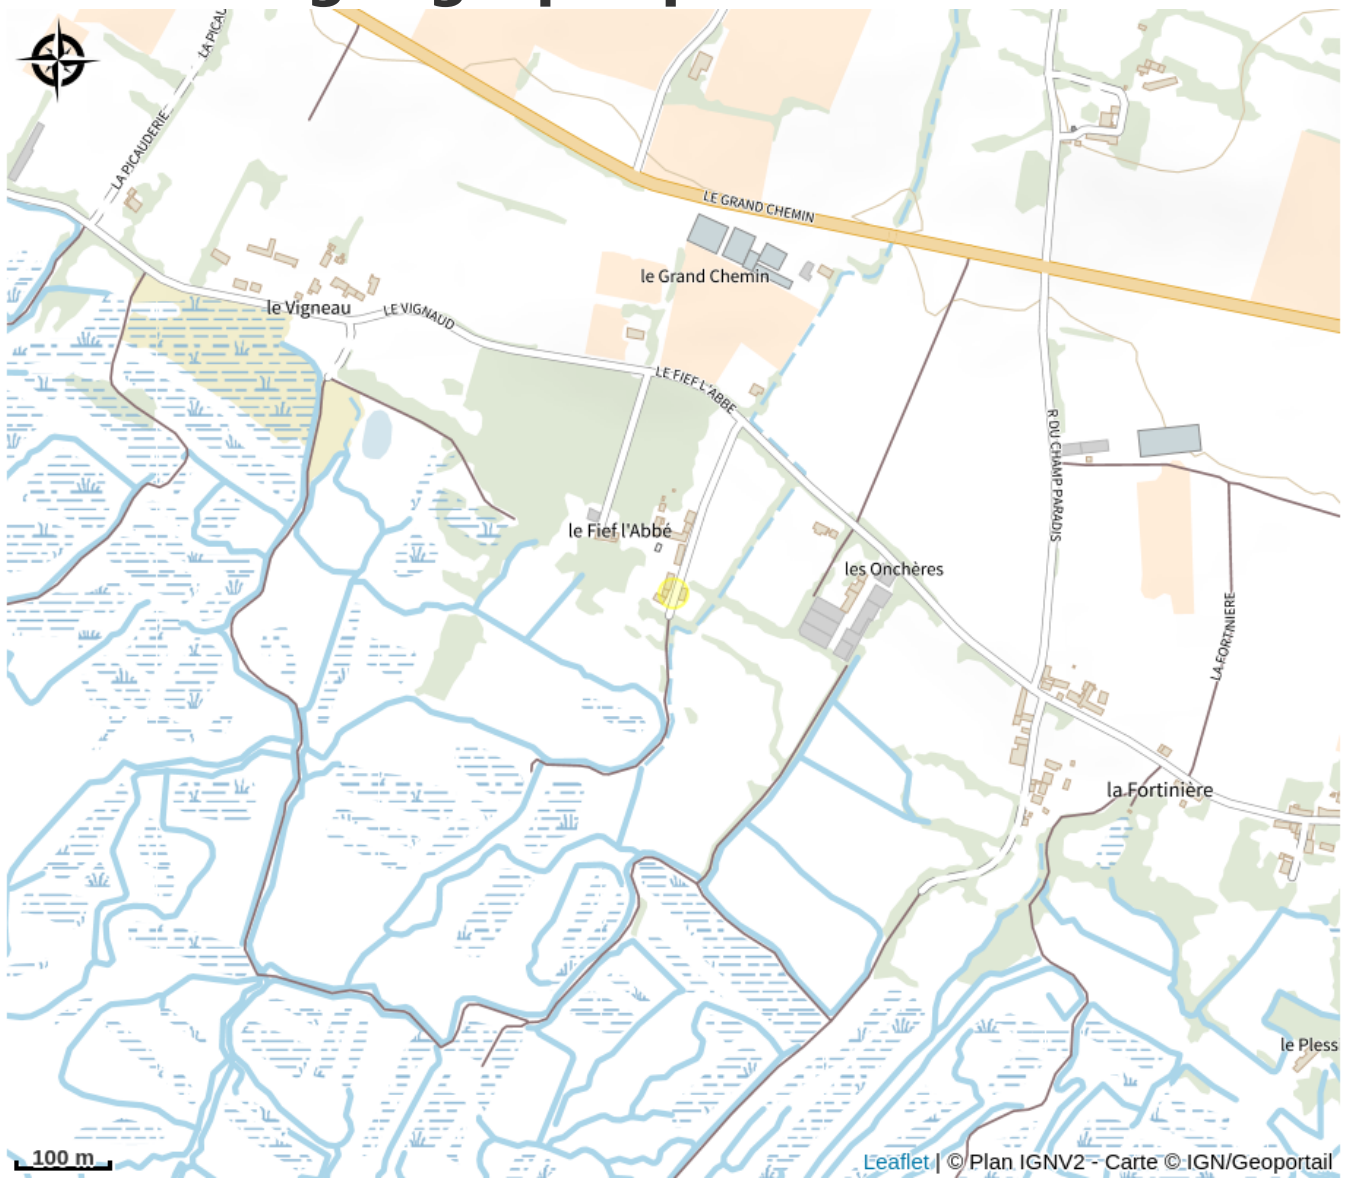 LA PICAU
LA PICAUDERIE
LE GRAND CHEMIN
le Grand Chemin
le Vigneau
LE VIGNAUD
LE FIEF L'ABBE
R DU CHAMP PARADIS
le Fief l'Abbé
les Onchères
LA FORTINIERE
la Fortinière
le Pless
100 m
Leaflet | © Plan IGNV2 - Carte © IGN/Geoportail